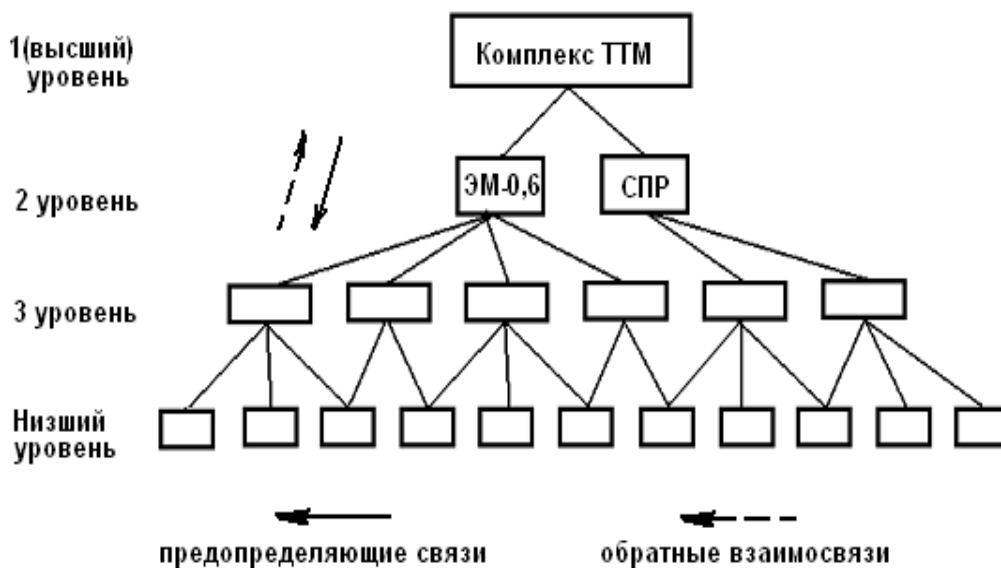 1(высший)
уровень
Комплекс ТТМ
2 уровень
ЭМ-0,6
СПР
3 уровень
Низший
уровень
предопределяющие связи
обратные взаимосвязи